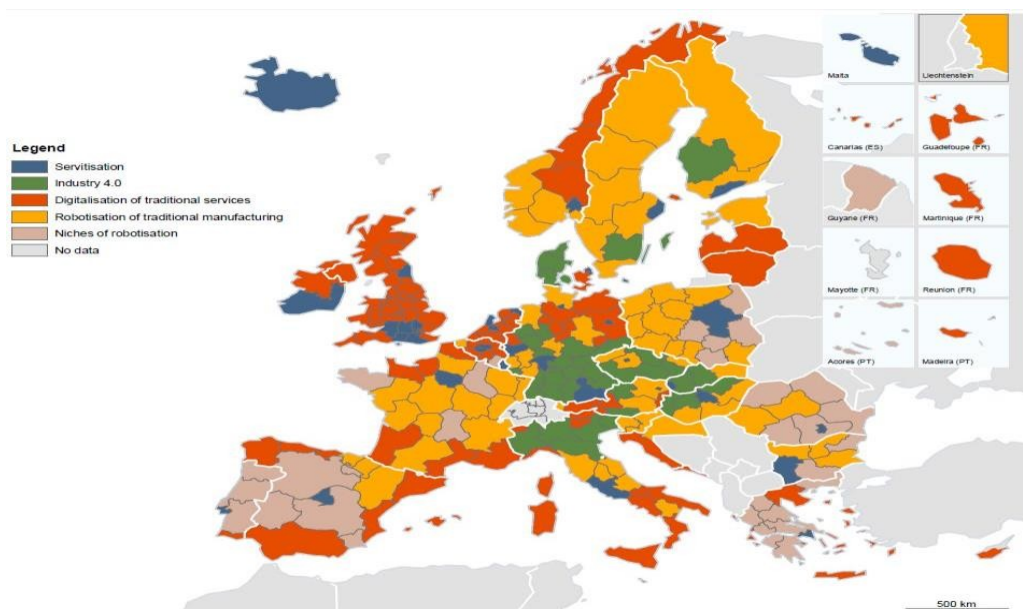 Legend
Servitisation
Industry 4.0
Digitalisation of traditional services
Robotisation of traditional manufacturing
Niches of robotisation
No data
Malta
Liechtenstein
Canarias (ES)
Guadeloupe (FR)
Guyane (FR)
Martinique (FR)
Mayotte (FR)
Reunion (FR)
Acores (PT)
Madeira (PT)
500 km